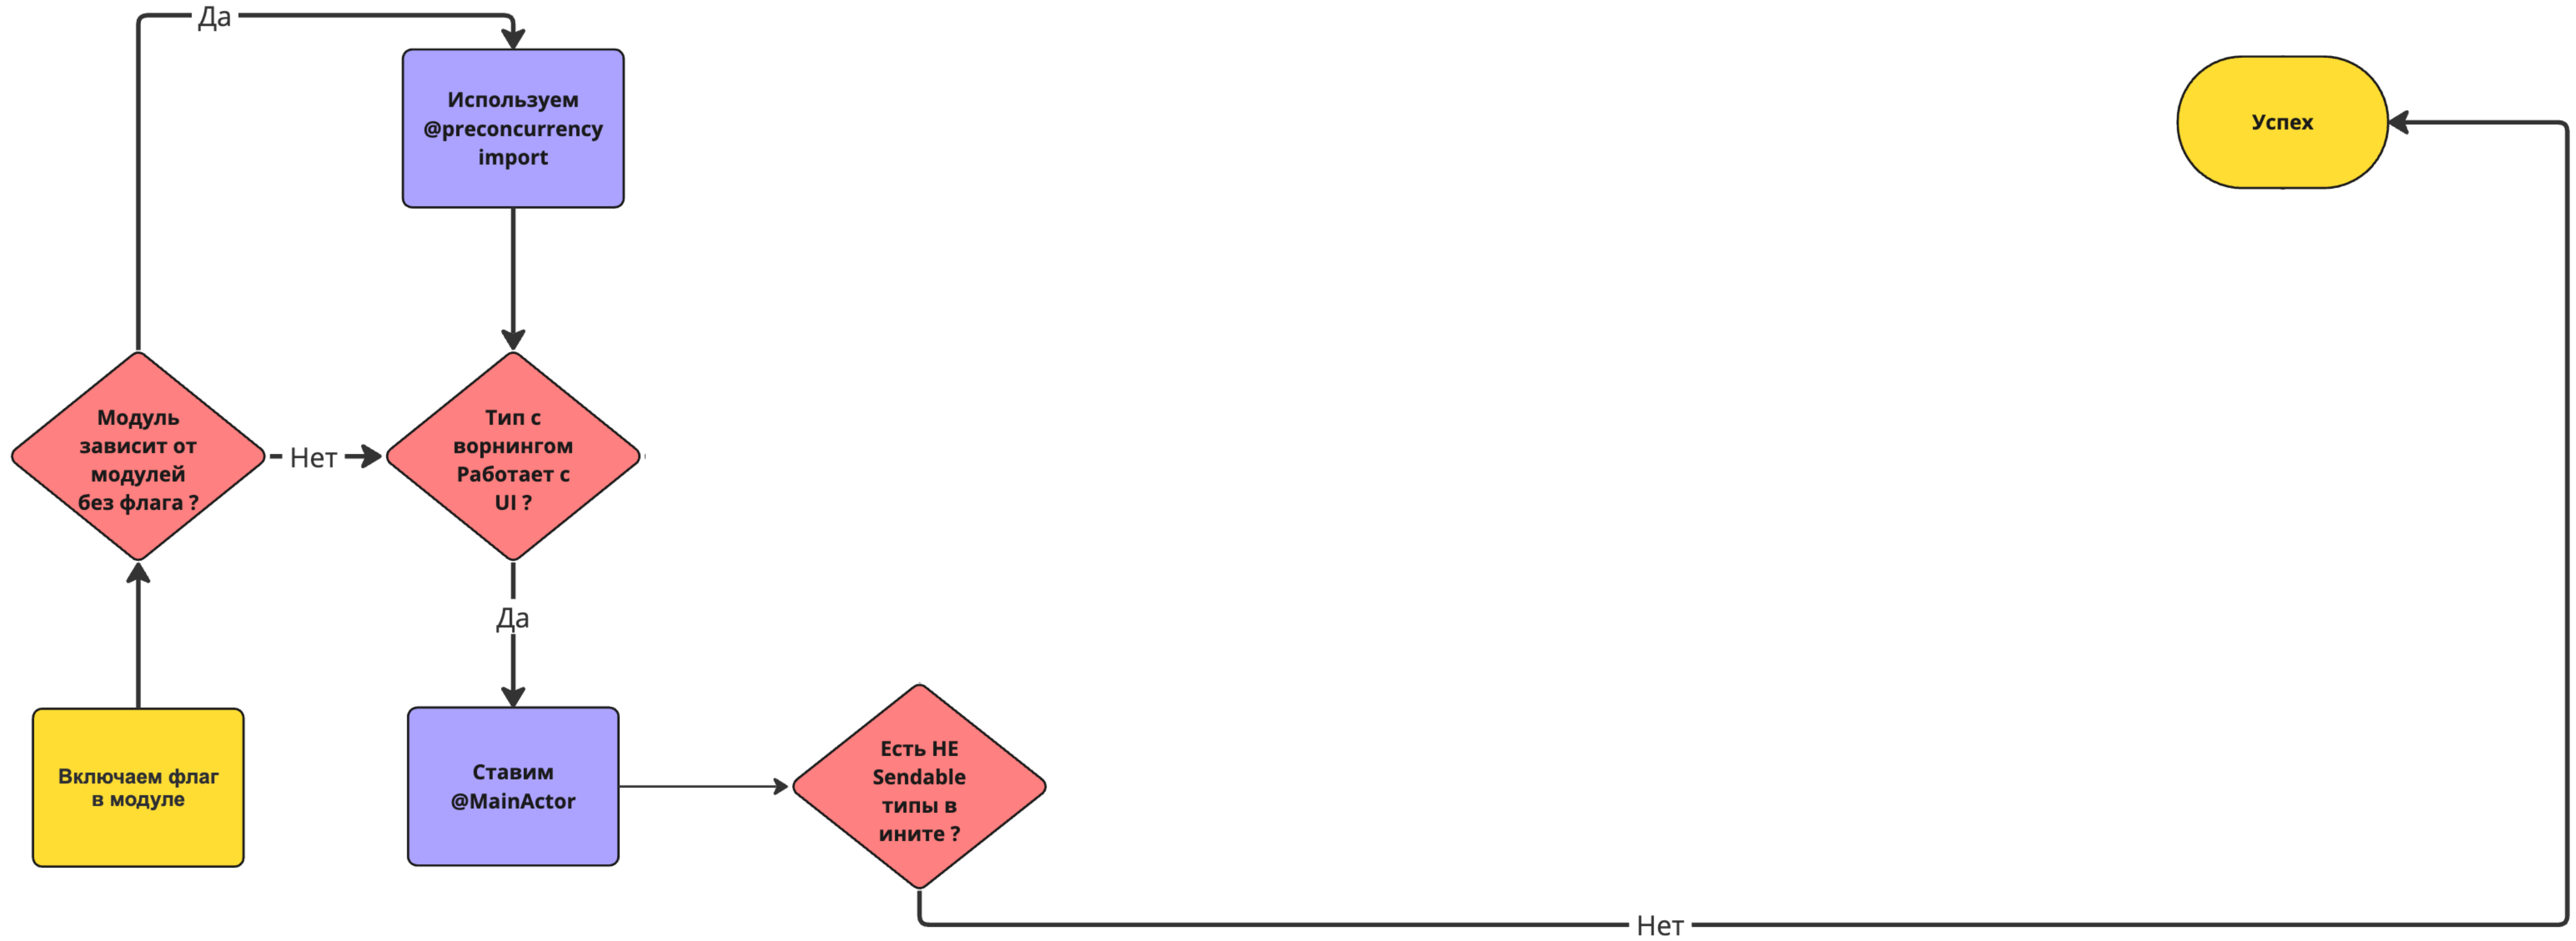 Да
Используем
@preconcurrency
import
Успех
Модуль
зависит от
модулей
без флага ?
Нет
Тип с
ворнингом
Работает с
UI ?
Да
Включаем флаг
в модуле
Ставим
@MainActor
Есть НЕ
Sendable
типы в
ините ?
Нет